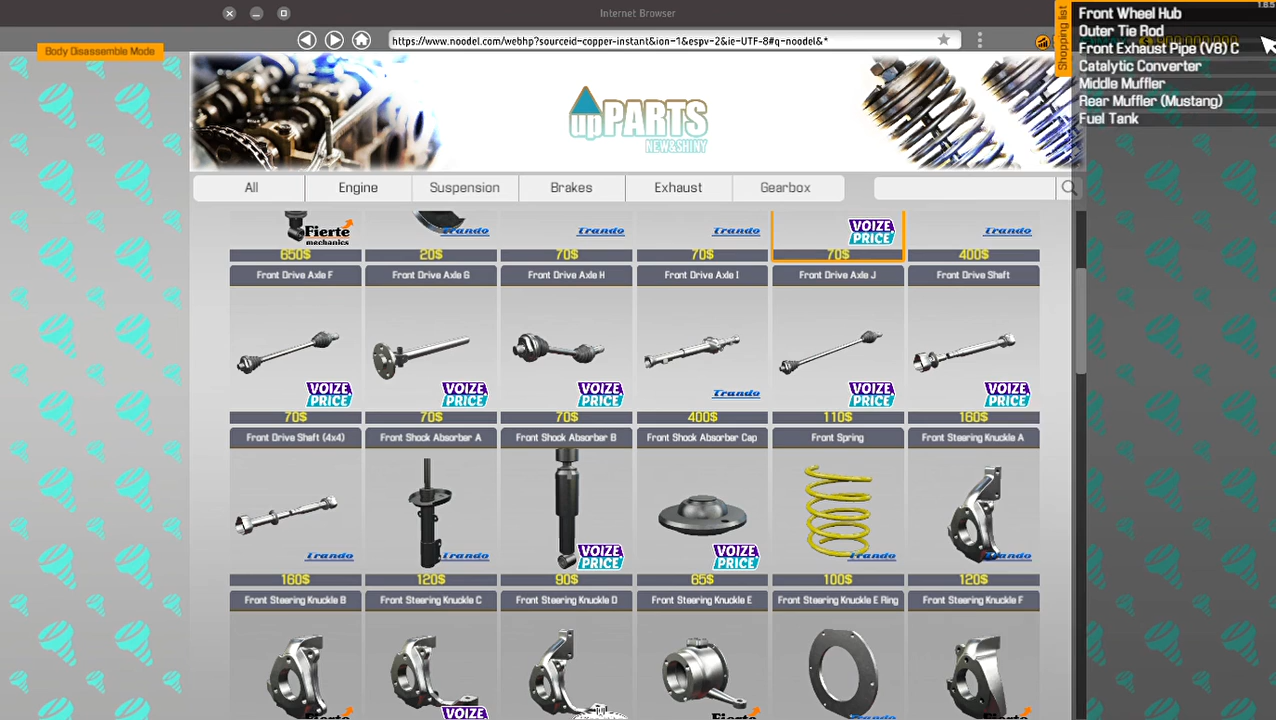 Internet Browser
1.6.5
Shopping list
Front Wheel Hub
Outer Tie Rod
Front Exhaust Pipe (V8) C
Catalytic Converter
Middle Muffler
Rear Muffler (Mustang)
Fuel Tank
Body Disassemble Mode
https://www.noodel.com/webhp?sourceid-copper-instant&ion-1&espv-2&ie-UTF-8#q-noodel&*
upPARTS
NEW&SHINY
All Engine Suspension Brakes Exhaust Gearbox
Fierte mechanics Trando Trando Trando VOIZE PRICE Trando
650$ 20$ 70$ 70$ 70$ 400$
Front Drive Axle F Front Drive Axle G Front Drive Axle H Front Drive Axle I Front Drive Axle J Front Drive Shaft
VOIZE PRICE VOIZE PRICE VOIZE PRICE Trando VOIZE PRICE VOIZE PRICE
70$ 70$ 70$ 400$ 110$ 160$
Front Drive Shaft (4x4) Front Shock Absorber A Front Shock Absorber B Front Shock Absorber Cap Front Spring Front Steering Knuckle A
Trando Trando VOIZE PRICE VOIZE PRICE Trando Trando
160$ 120$ 90$ 65$ 100$ 120$
Front Steering Knuckle B Front Steering Knuckle C Front Steering Knuckle D Front Steering Knuckle E Front Steering Knuckle E Ring Front Steering Knuckle F
Fierte VOIZE Fierte Fierte